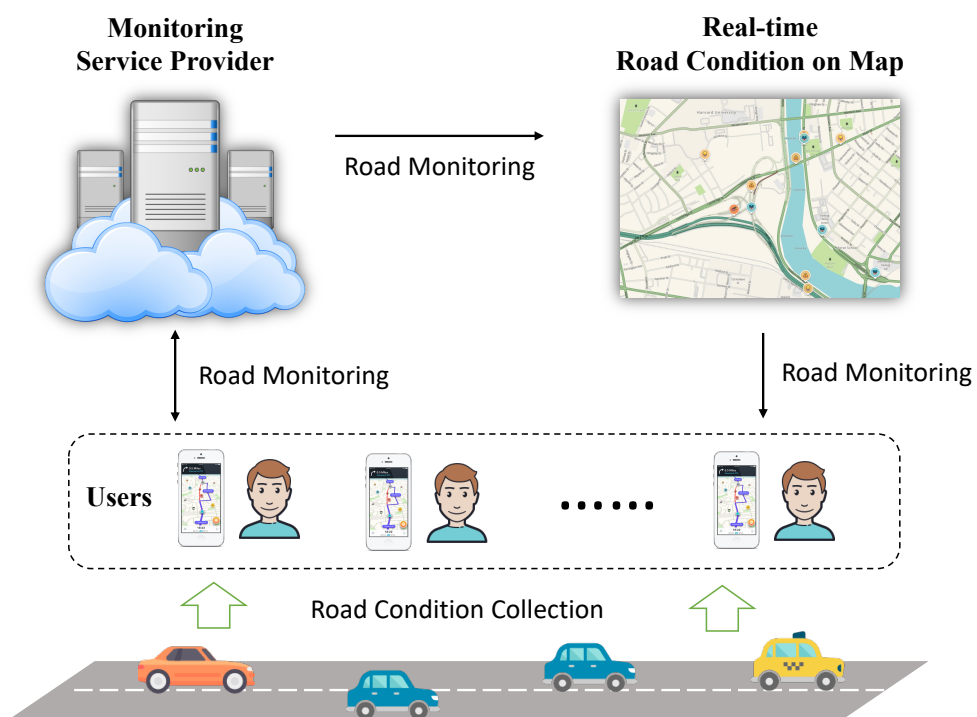 Monitoring
Service Provider
Real-time
Road Condition on Map
Road Monitoring
Road Monitoring
Road Monitoring
Users
......
Road Condition Collection